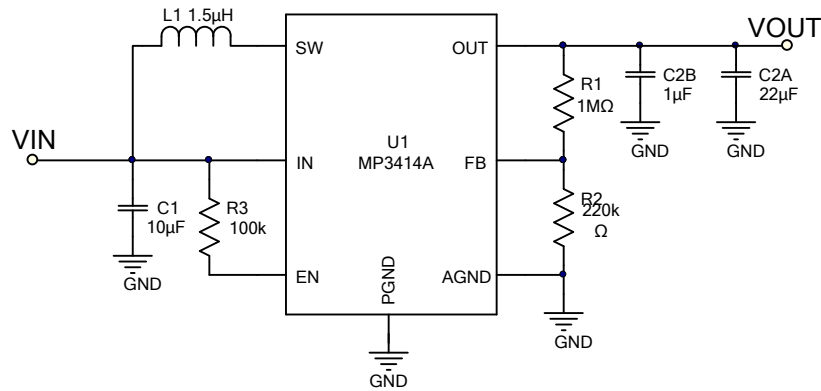 L1 1.5µH
VOUT
SW
OUT
R1
1MΩ
C2B
1µF
C2A
22µF
GND
GND
VIN
U1
MP3414A
IN
FB
C1
10µF
R3
100k
R2
220k
Ω
GND
EN
PGND
AGND
GND
GND